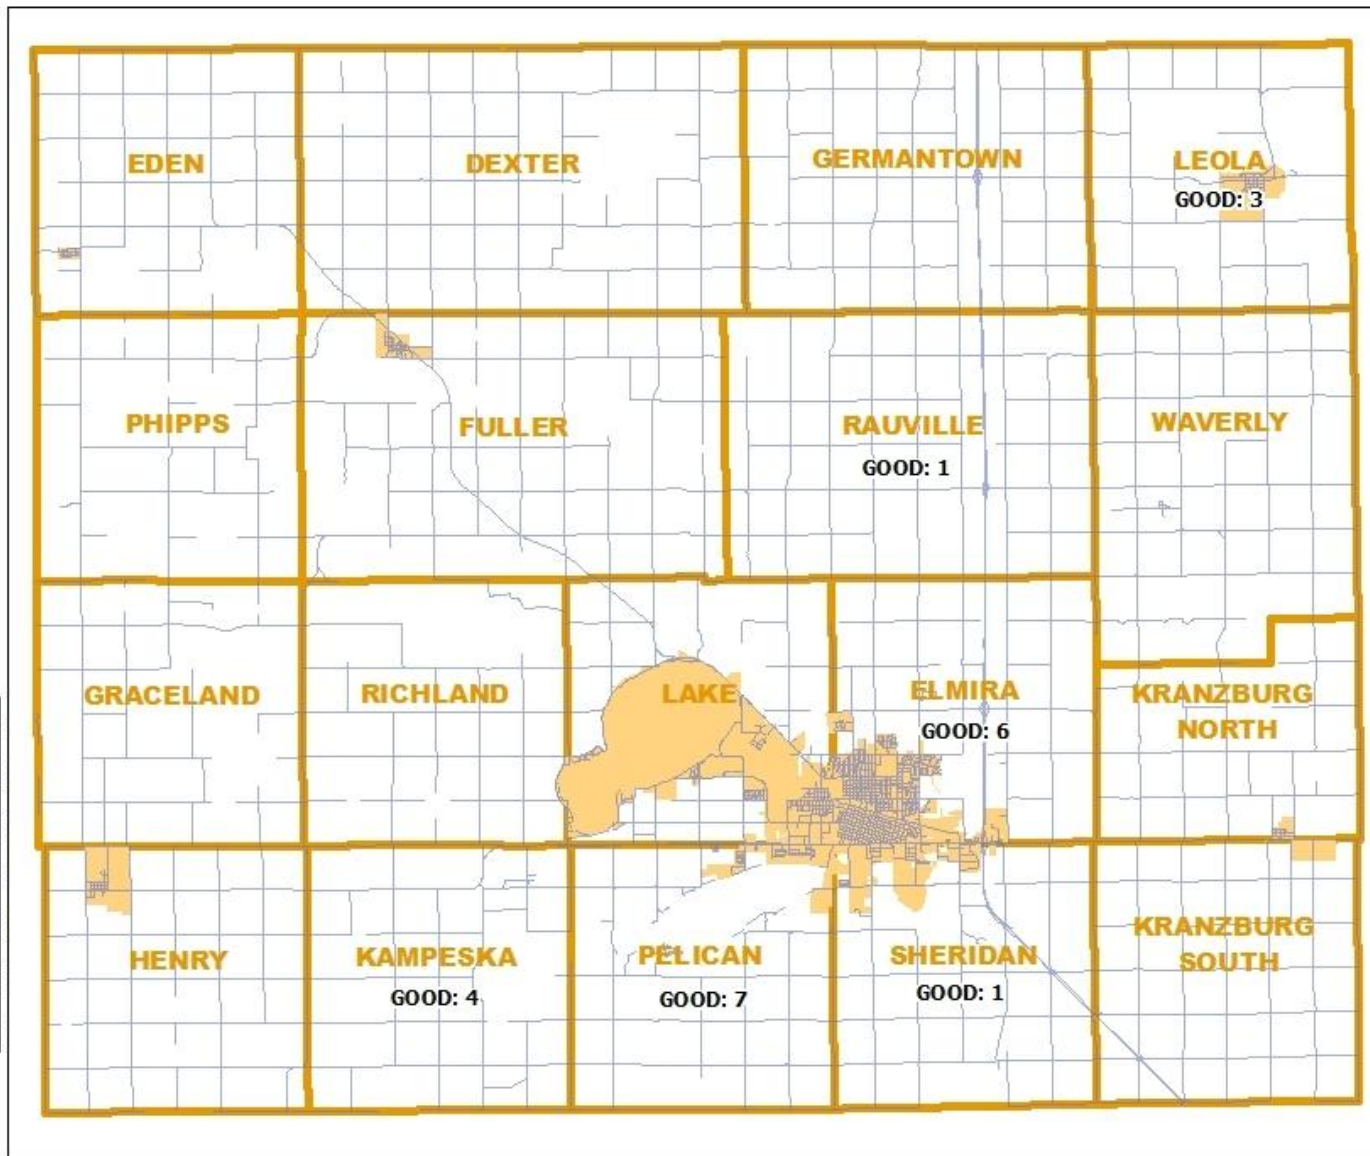 EDEN
DEXTER
GERMANTOWN
LEOLA
GOOD: 3
PHIPPS
FULLER
RAUVILLE
GOOD: 1
WAVERLY
GRACELAND
RICHLAND
LAKE
ELMIRA
GOOD: 6
KRANZBURG
NORTH
HENRY
KAMPESKA
GOOD: 4
PELICAN
GOOD: 7
SHERIDAN
GOOD: 1
KRANZBURG
SOUTH